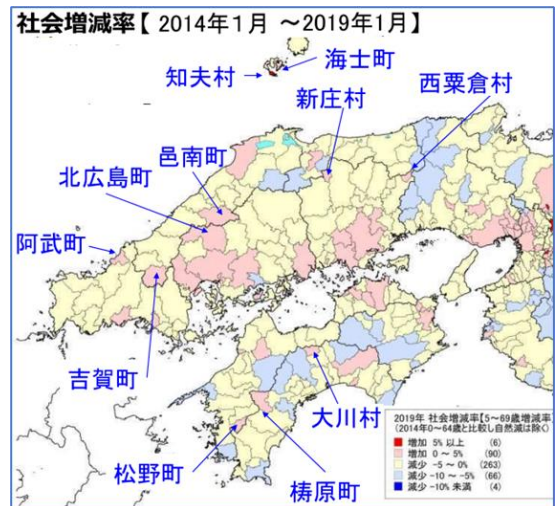 社会増減率【 2014年1月 ～2019年1月】
海士町
知夫村
西粟倉村
新庄村
邑南町
北広島町
阿武町
吉賀町
大川村
松野町
梼原町
2019年 社会増減率【5～69歳増減率】
(2014年0～64歳と比較し自然減は除く)
増加 5% 以上 (6)
増加 0 ～ 5% (90)
減少 -5 ～ 0% (263)
減少 -10 ～ -5% (66)
減少 -10% 未満 (4)